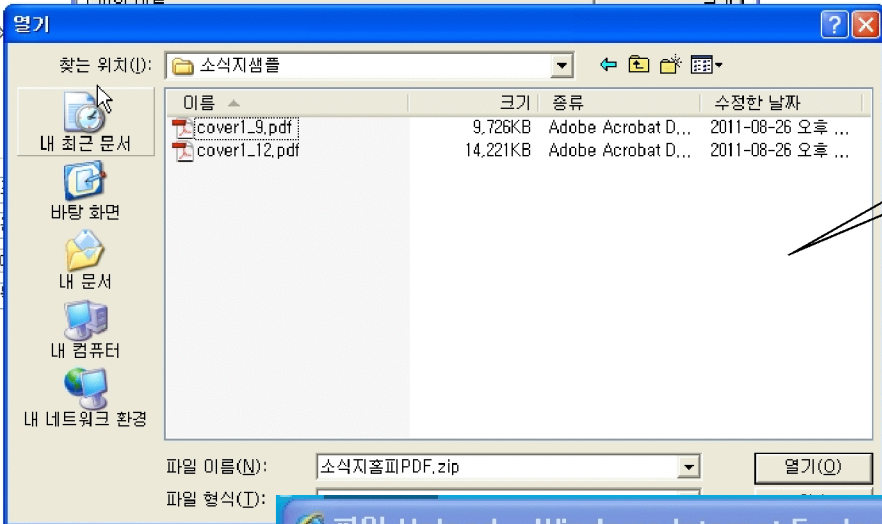 열기
찾는 위치(I):
소식지샘플
이름 크기 종류 수정한 날짜
cover1_9.pdf 9,726KB Adobe Acrobat D... 2011-08-26 오후 ...
cover1_12.pdf 14,221KB Adobe Acrobat D... 2011-08-26 오후 ...
내 최근 문서
바탕 화면
내 문서
내 컴퓨터
내 네트워크 환경
파일 이름(N): 소식지홈피PDF.zip 열기(O)
파일 형식(T):